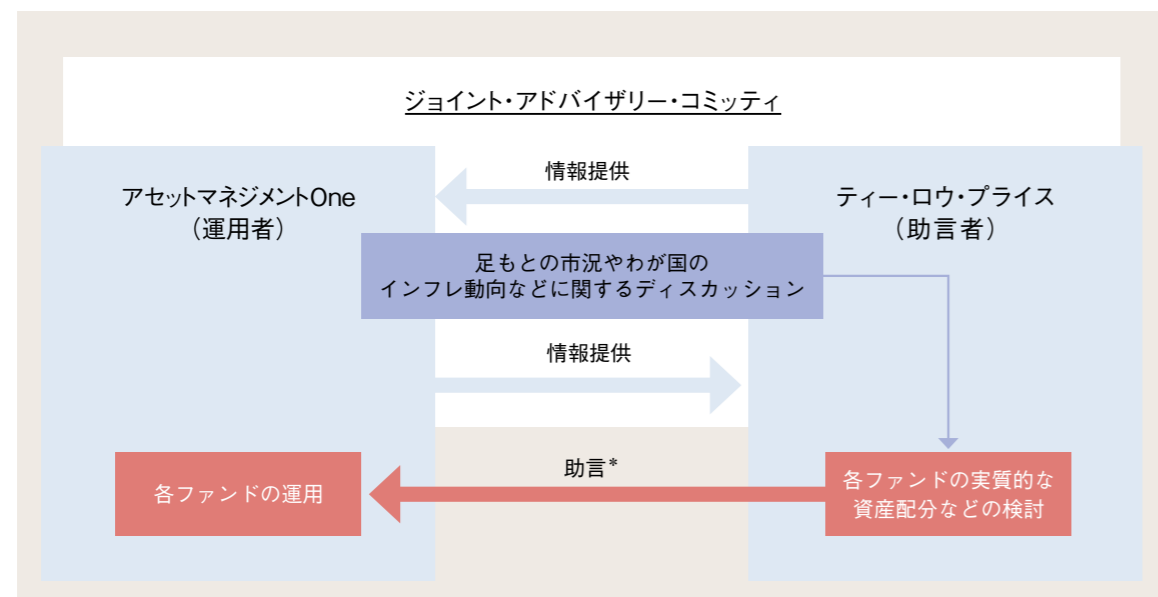 ジョイント・アドバイザリー・コミッティ
情報提供
アセットマネジメントOne
（運用者）
ティー・ロウ・プライス
（助言者）
足もとの市況やわが国の
インフレ動向などに関するディスカッション
情報提供
助言*
各ファンドの運用
各ファンドの実質的な
資産配分などの検討